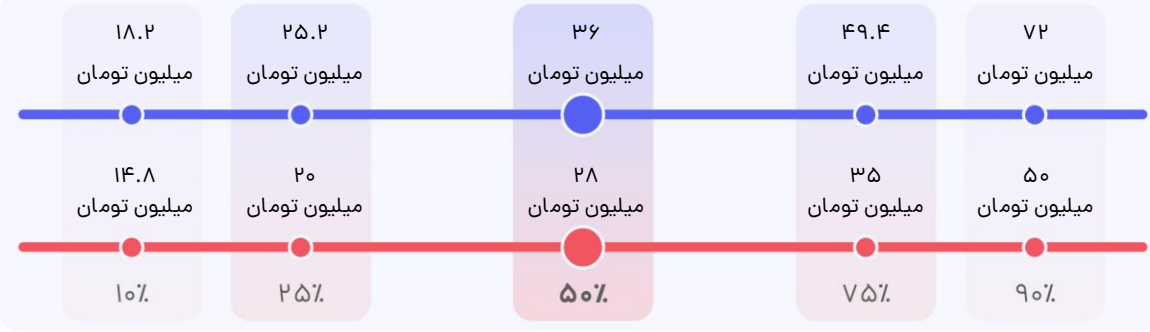 ۱۸.۲ ۲۵.۲ ۳۶ ۴۹.۴ ۷۲
میلیون تومان میلیون تومان میلیون تومان میلیون تومان میلیون تومان
۱۴.۸ ۲۰ ۲۸ ۳۵ ۵۰
میلیون تومان میلیون تومان میلیون تومان میلیون تومان میلیون تومان
۱۰٪ ۲۵٪ ۵۰٪ ۷۵٪ ۹۰٪